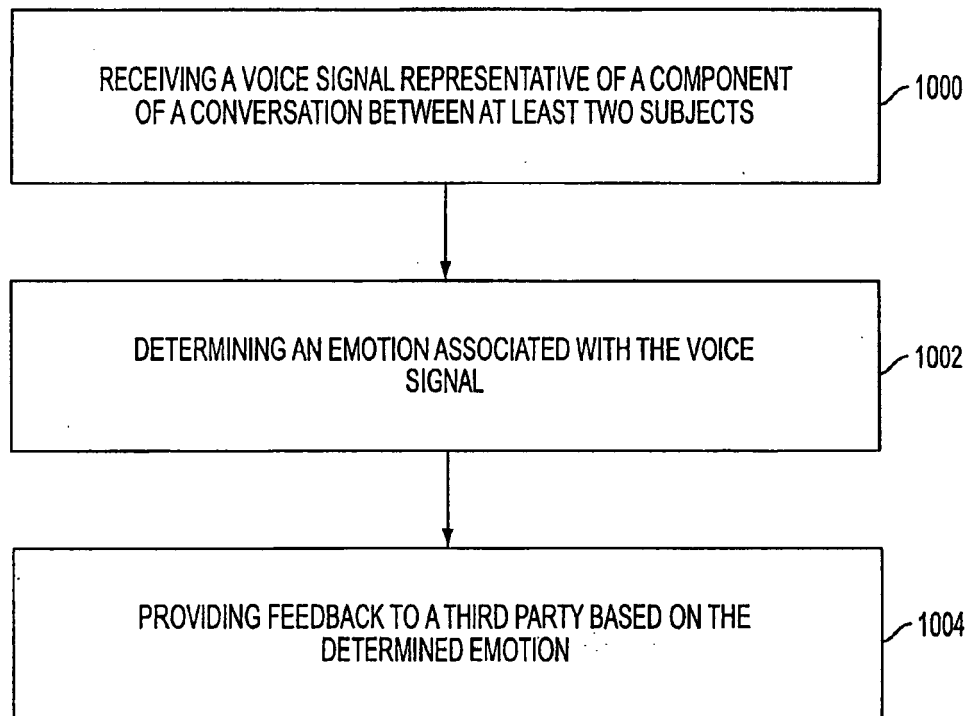 RECEIVING A VOICE SIGNAL REPRESENTATIVE OF A COMPONENT
OF A CONVERSATION BETWEEN AT LEAST TWO SUBJECTS
1000
DETERMINING AN EMOTION ASSOCIATED WITH THE VOICE
SIGNAL
1002
PROVIDING FEEDBACK TO A THIRD PARTY BASED ON THE
DETERMINED EMOTION
1004